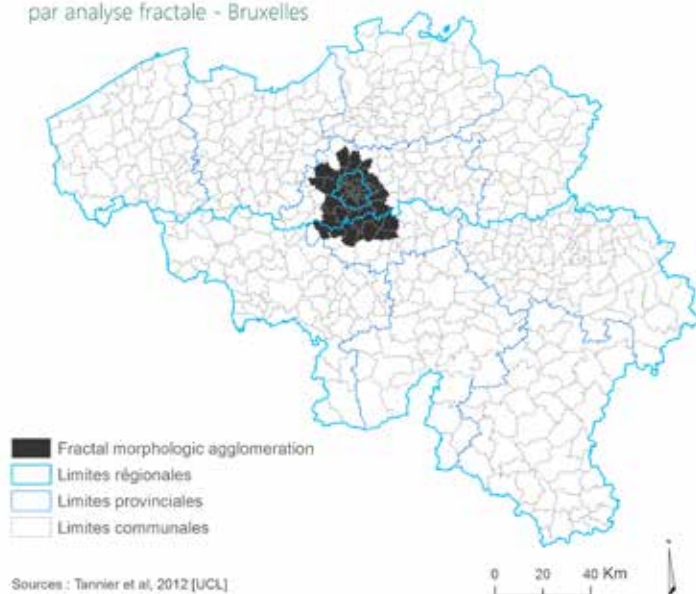 par analyse fractale - Bruxelles
Fractal morphologic agglomeration
Limites régionales
Limites provinciales
Limites communales
Sources : Tannier et al, 2012 [UCL]
0 20 40 Km